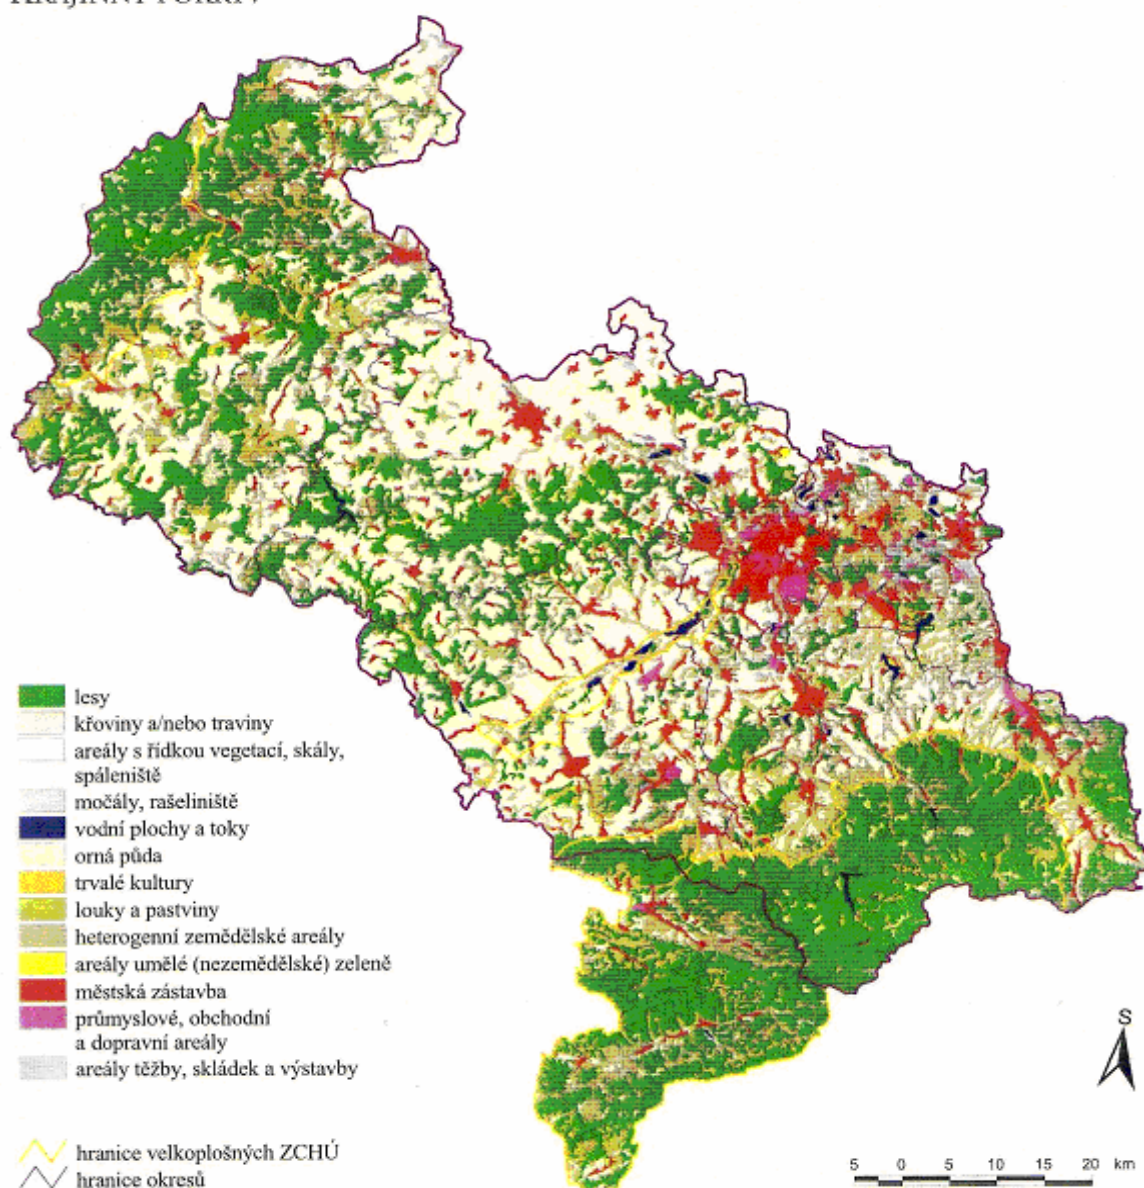 lesy
křoviny a/nebo traviny
areály s řídkou vegetací, skály,
spáleniště
močály, rašeliniště
vodní plochy a toky
orná půda
trvalé kultury
louky a pastviny
heterogenní zemědělské areály
areály umělé (nezemědělské) zeleně
městská zástavba
průmyslové, obchodní
a dopravní areály
areály těžby, skládek a výstavby
hranice velkoplošných ZCHÚ
hranice okresů
S
5 0 5 10 15 20 km